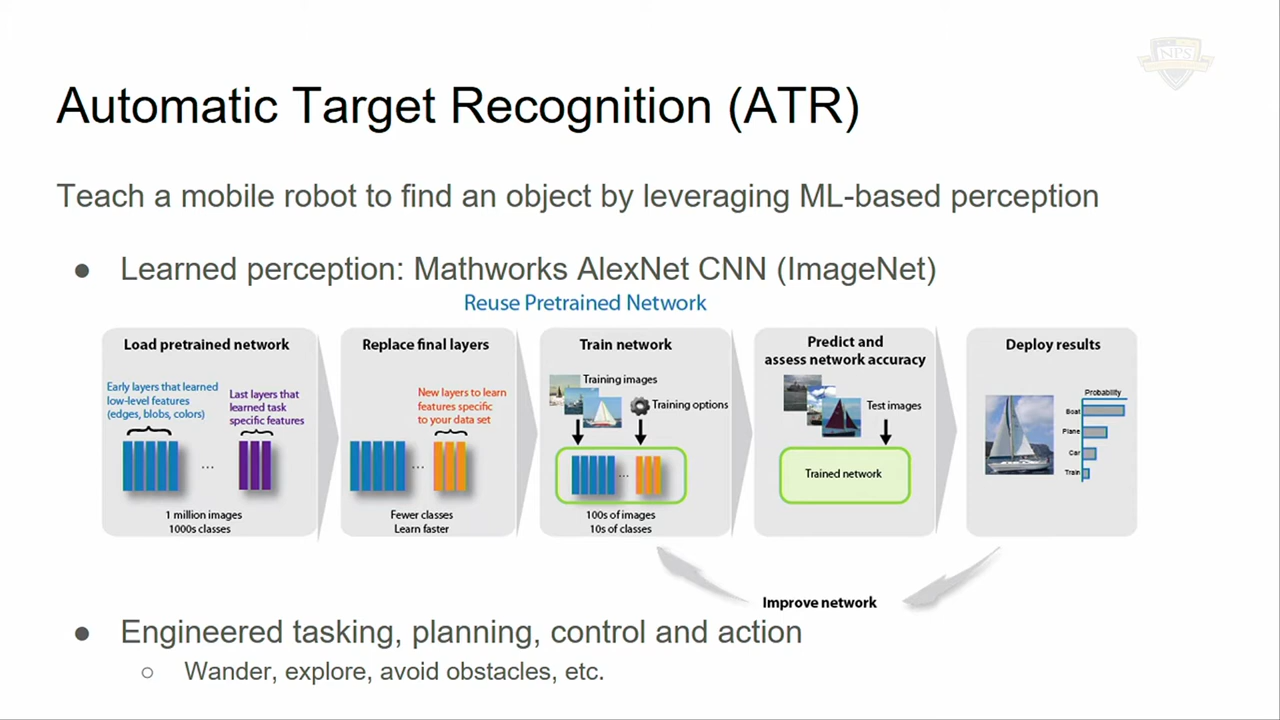 NPS
Automatic Target Recognition (ATR)
Teach a mobile robot to find an object by leveraging ML-based perception
● Learned perception: Mathworks AlexNet CNN (ImageNet)
Reuse Pretrained Network
Load pretrained network
Early layers that learned
low-level features
(edges, blobs, colors)
Last layers that
learned task
specific features
...
1 million images
1000s classes
Replace final layers
New layers to learn
features specific
to your data set
...
Fewer classes
Learn faster
Train network
Training images
Training options
...
100s of images
10s of classes
Predict and
assess network accuracy
Test images
Trained network
Deploy results
Probability
Boat
Plane
Car
Train
Improve network
● Engineered tasking, planning, control and action
○ Wander, explore, avoid obstacles, etc.